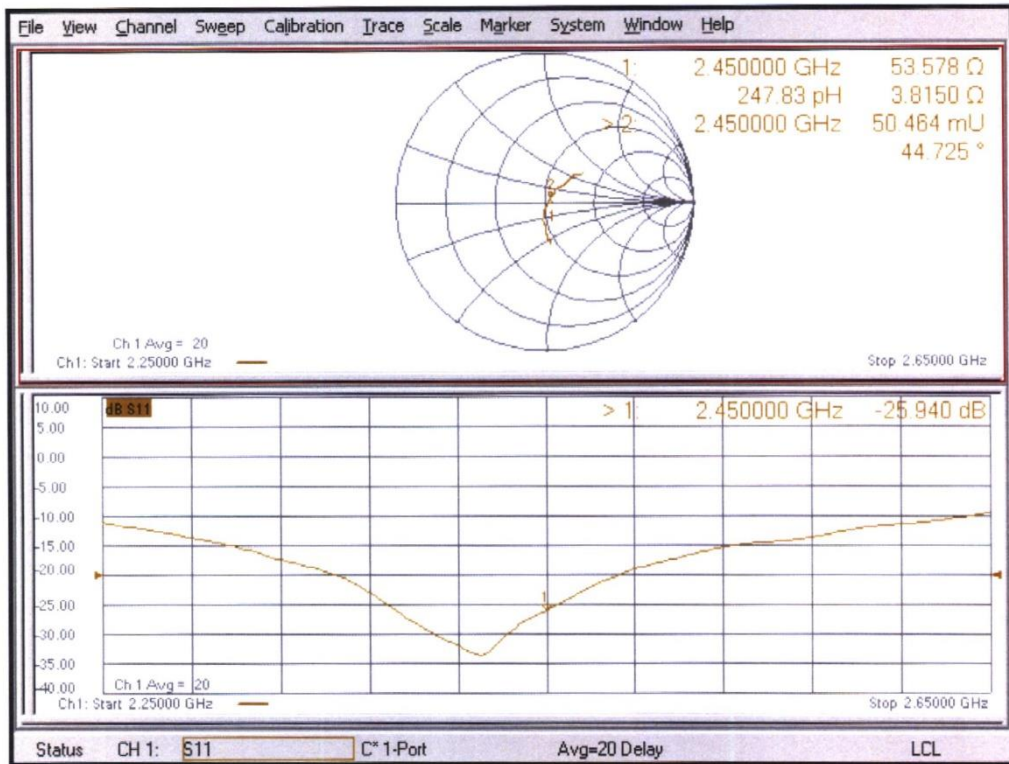 File View Channel Sweep Calibration Trace Scale Marker System Window Help
1: 2.450000 GHz 53.578 Ω
247.83 pH 3.8150 Ω
> 2: 2.450000 GHz 50.464 mU
44.725 °
2
1
Ch 1 Avg = 20
Ch1: Start 2.25000 GHz Stop 2.65000 GHz
10.00 dB S11 > 1: 2.450000 GHz -25.940 dB
5.00
0.00
-5.00
-10.00
-15.00
-20.00
-25.00 1
-30.00
-35.00
-40.00 Ch 1 Avg = 20
Ch1: Start 2.25000 GHz Stop 2.65000 GHz
Status CH 1: S11 C* 1-Port Avg=20 Delay LCL